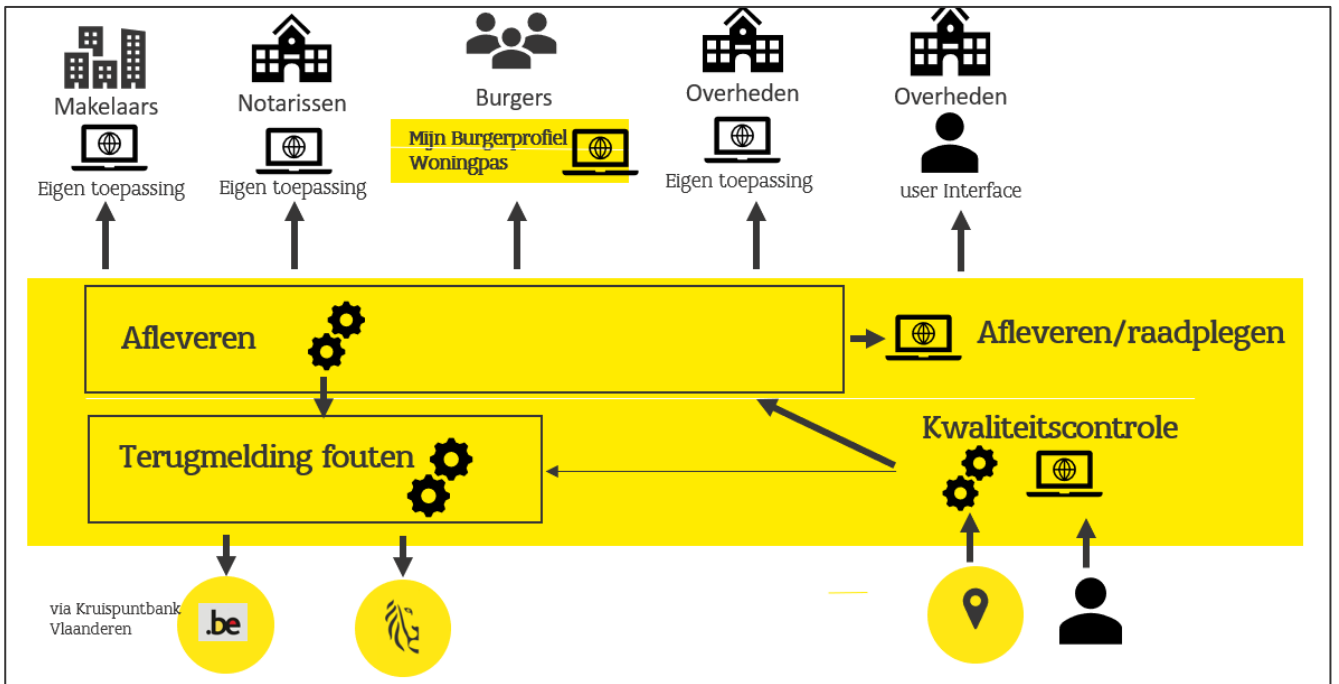 Makelaars
Notarissen
Burgers
Overheden
Overheden
Mijn Burgerprofiel
Woningpas
Eigen toepassing
Eigen toepassing
Eigen toepassing
user Interface
Afleveren
Afleveren/raadplegen
Terugmelding fouten
Kwaliteitscontrole
via Kruispuntbank
Vlaanderen
.be